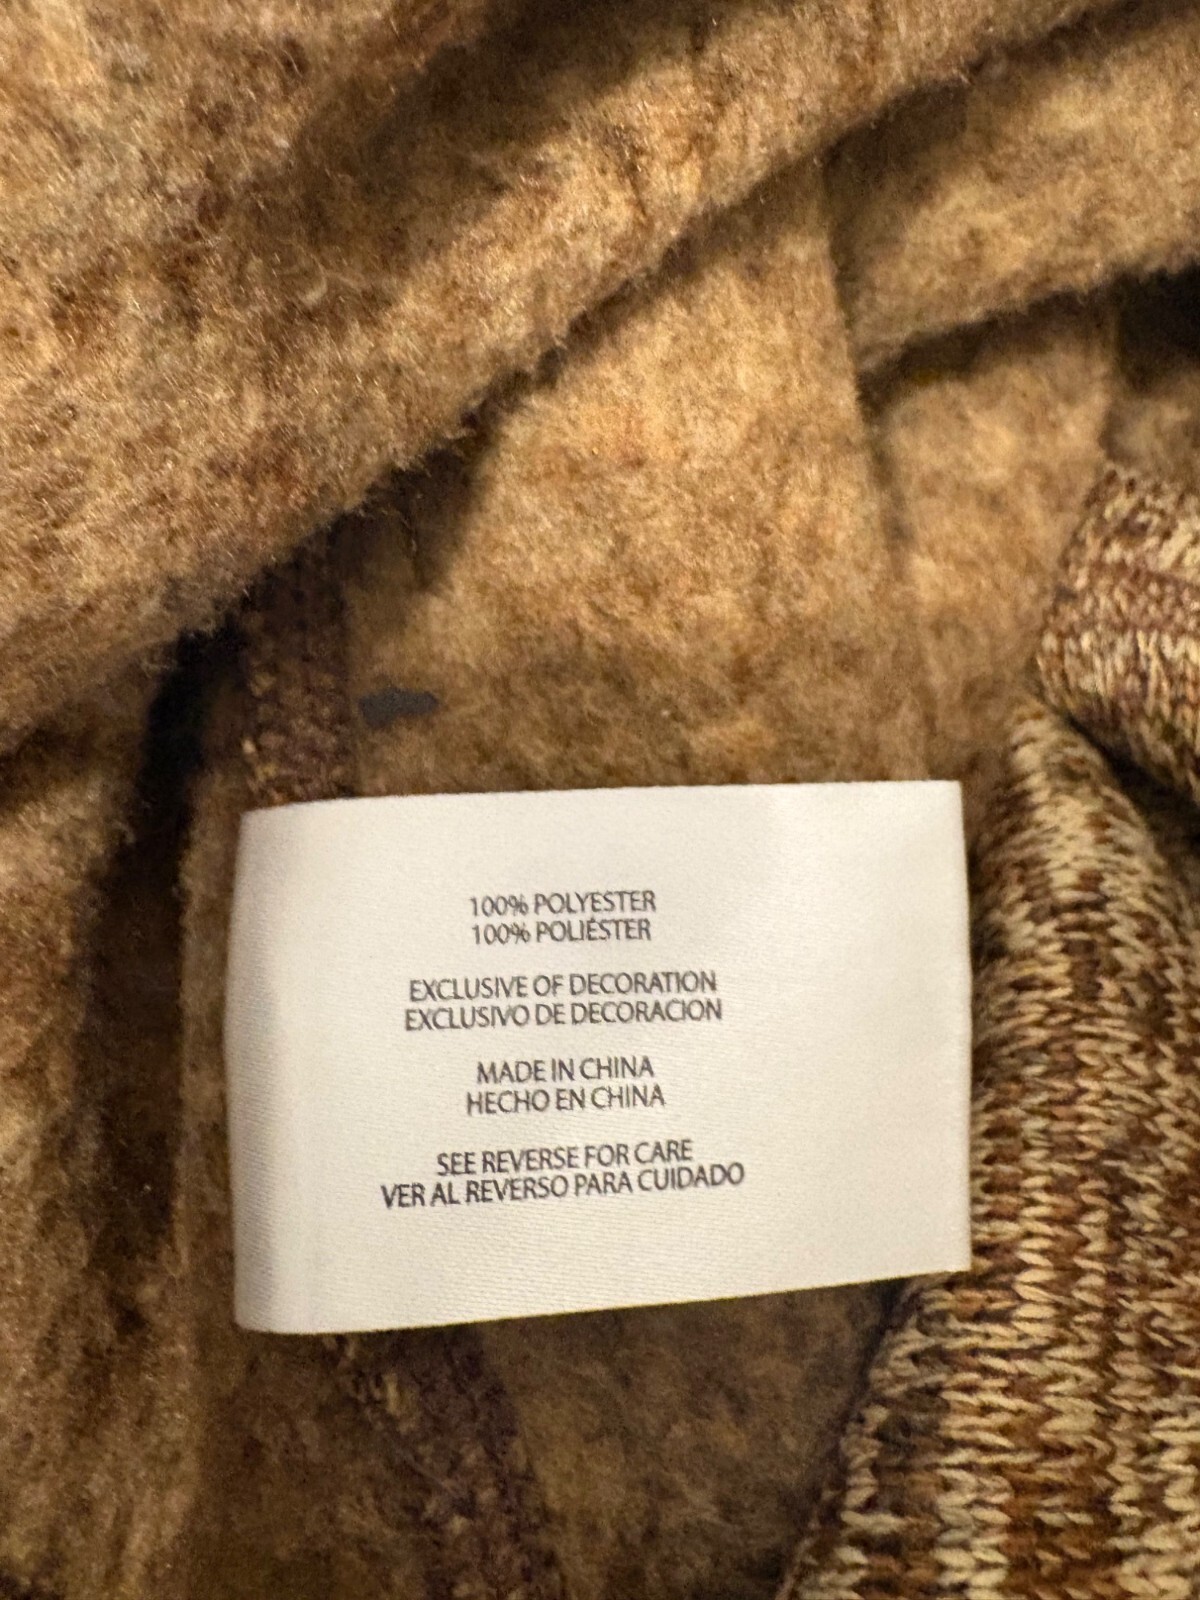 100% POLYESTER
100% POLIÉSTER
EXCLUSIVE OF DECORATION
EXCLUSIVO DE DECORACION
MADE IN CHINA
HECHO EN CHINA
SEE REVERSE FOR CARE
VER AL REVERSO PARA CUIDADO